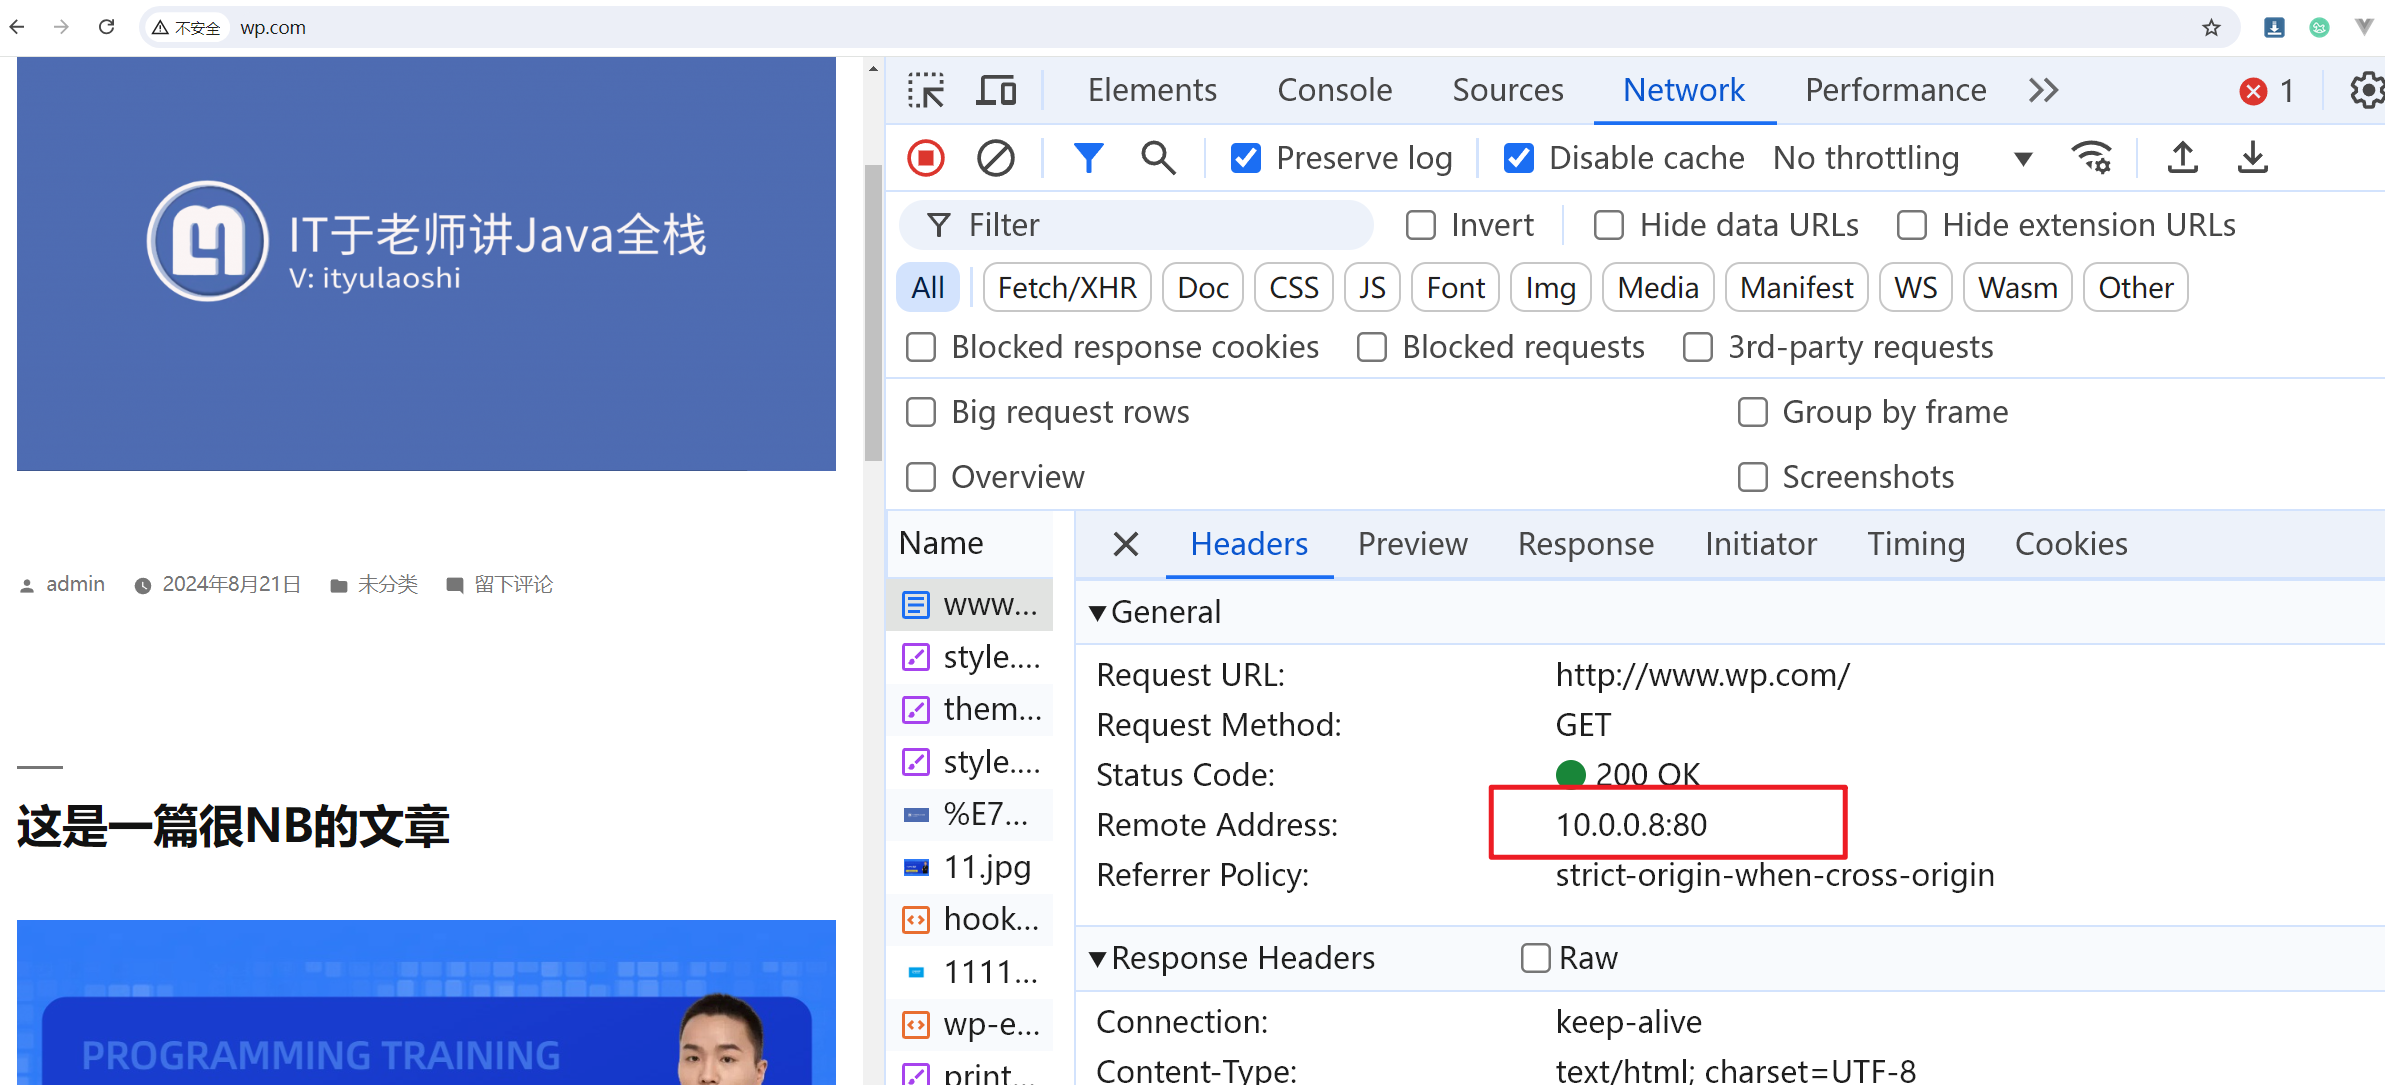 不安全 wp.com
IT于老师讲Java全栈
V: ityulaoshi
admin 2024年8月21日 未分类 留下评论
这是一篇很NB的文章
PROGRAMMING TRAINING
Elements Console Sources Network Performance 1
Preserve log Disable cache No throttling
Filter Invert Hide data URLs Hide extension URLs
All Fetch/XHR Doc CSS JS Font Img Media Manifest WS Wasm Other
Blocked response cookies Blocked requests 3rd-party requests
Big request rows Group by frame
Overview Screenshots
Name
www...
style....
them...
style....
%E7...
11.jpg
hook...
1111...
wp-e...
print...
Headers Preview Response Initiator Timing Cookies
General
Request URL: http://www.wp.com/
Request Method: GET
Status Code: 200 OK
Remote Address: 10.0.0.8:80
Referrer Policy: strict-origin-when-cross-origin
Response Headers Raw
Connection: keep-alive
Content-Type: text/html; charset=UTF-8